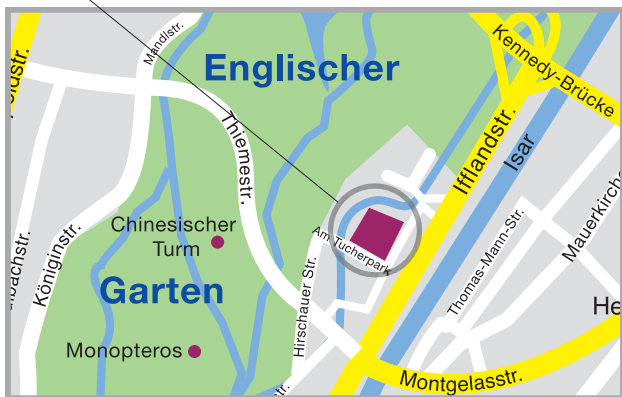 Mandlstr.
Englischer
Kennedy-Brücke
Thiemestr.
Ifflandstr.
Isar
Chinesischer
Turm
Königinstr.
Am Tucherpark
Thomas-Mann-Str.
Mauerkirch
Garten
Hirschauer Str.
He
Monopteros
Montgelasstr.